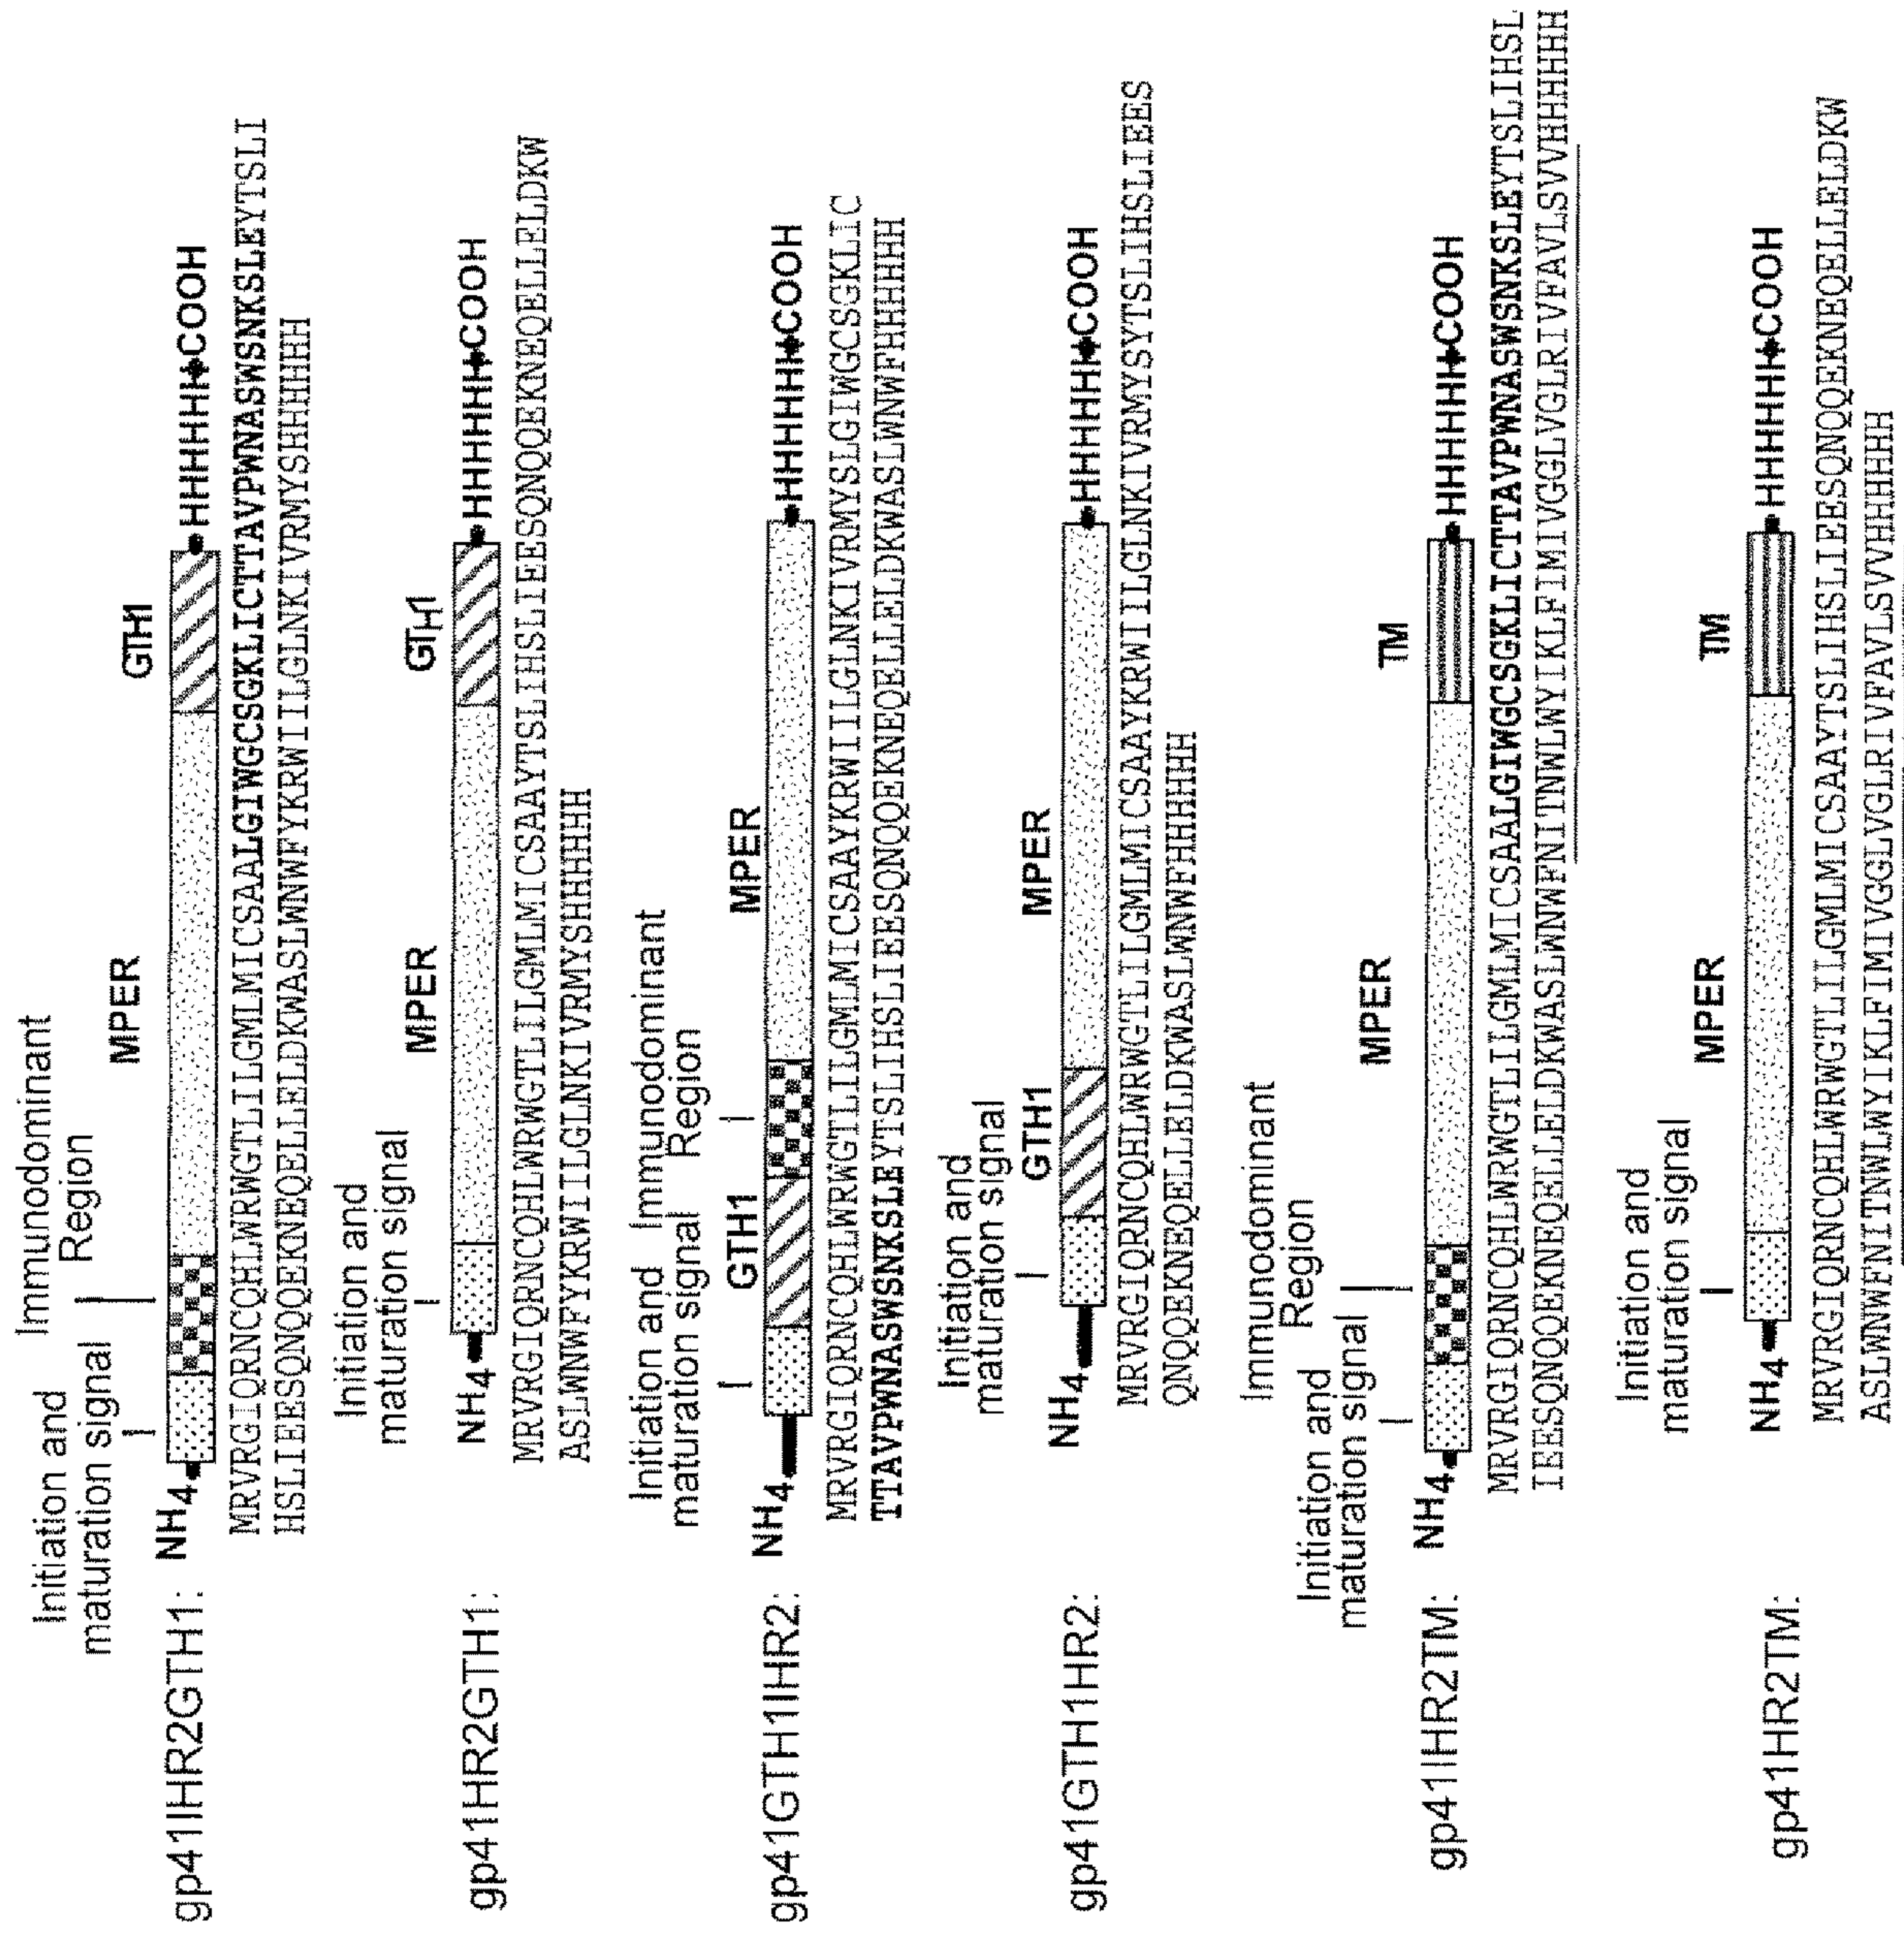 Initiation and
maturation signal
Immunodominant
Region
MPER
GTH1
gp41IHR2GTH1:
NH4
HHHHHH COOH
MRVRGIQRNCQHLWRWGTLILGMLMICSAALGIWGCSGKLICTTAVPWNASWSNKSLEYTSLI
HSLIEESQNQQEKNEQELLELDKWASLWNWFYKRWIILGLNKIVRMYSHHHHHH
Initiation and
maturation signal
MPER
GTH1
gp41HR2GTH1:
NH4
HHHHHH COOH
MRVRGIQRNCQHLWRWGTLILGMLMICSAAYTSLIHSLIEESQNQQEKNEQELLELDKW
ASLWNWFYKRWIILGLNKIVRMYSHHHHHH
Initiation and
maturation signal
Immunodominant
Region
GTH1
MPER
gp41GTH1IHR2:
NH4
HHHHHH COOH
MRVRGIQRNCQHLWRWGTLILGMLMICSAAYKRWIILGLNKIVRMYSLGIWGCSGKLIC
TTAVPWNASWSNKSLEYTSLIHSLIEESQNQQEKNEQELLELDKWASLWNWFHHHHHH
Initiation and
maturation signal
GTH1
MPER
gp41GTH1HR2:
NH4
HHHHHH COOH
MRVRGIQRNCQHLWRWGTLILGMLMICSAAYKRWIILGLNKIVRMYSYTSLIHSLIEES
QNQQEKNEQELLELDKWASLWNWFHHHHHH
Initiation and
maturation signal
Immunodominant
Region
MPER
TM
gp41IHR2TM:
NH4
HHHHHH COOH
MRVRGIQRNCQHLWRWGTLILGMLMICSAALGIWGCSGKLICTTAVPWNASWSNKSLEYTSLIHSL
IEESQNQQEKNEQELLELDKWASLWNWFNITNWLWYIKLFIMIVGGLVGLRIVFAVLSVVHHHHHH
Initiation and
maturation signal
MPER
TM
gp41HR2TM:
NH4
HHHHHH COOH
MRVRGIQRNCQHLWRWGTLILGMLMICSAAYTSLIHSLIEESQNQQEKNEQELLELDKW
ASLWNWFNITNWLWYIKLFIMIVGGLVGLRIVFAVLSVVHHHHHH